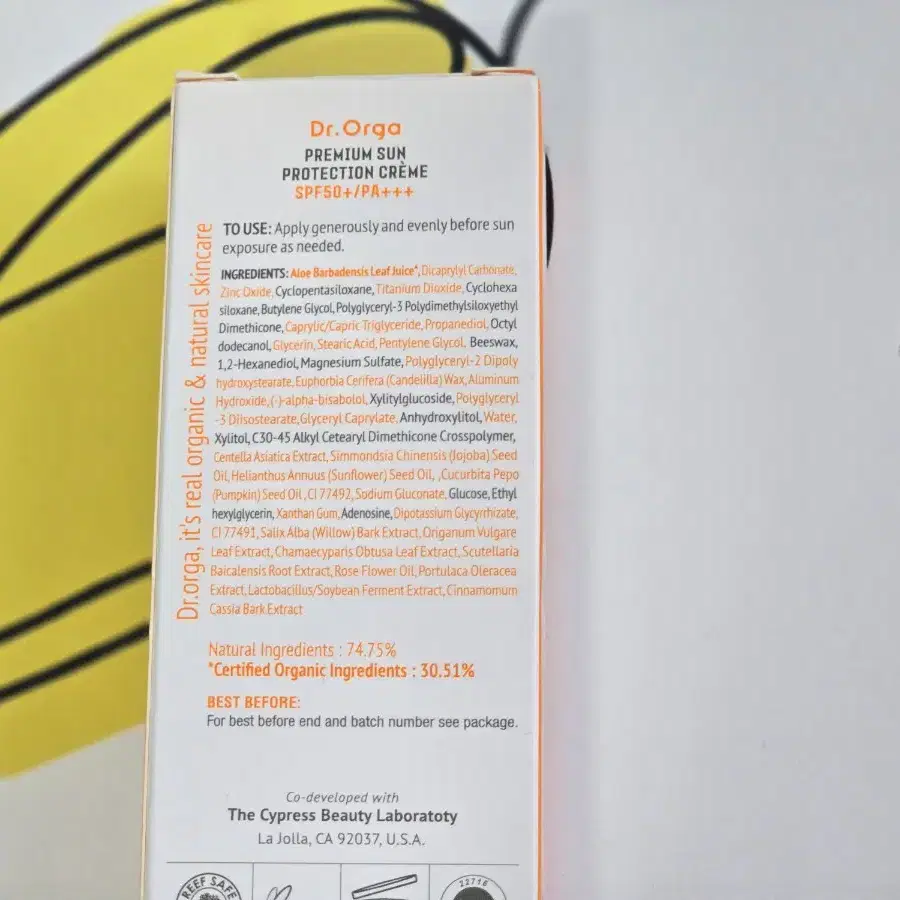 Dr.Orga
PREMIUM SUN
PROTECTION CRÈME
SPF50+/PA+++
Dr.orga, it's real organic & natural skincare
TO USE: Apply generously and evenly before sun
exposure as needed.
INGREDIENTS: Aloe Barbadensis Leaf Juice*, Dicaprylyl Carbonate,
Zinc Oxide, Cyclopentasiloxane, Titanium Dioxide, Cyclohexa
siloxane, Butylene Glycol, Polyglyceryl-3 Polydimethylsiloxyethyl
Dimethicone, Caprylic/Capric Triglyceride, Propanediol, Octyl
dodecanol, Glycerin, Stearic Acid, Pentylene Glycol, Beeswax,
1,2-Hexanediol, Magnesium Sulfate, Polyglyceryl-2 Dipoly
hydroxystearate, Euphorbia Cerifera (Candelilla) Wax, Aluminum
Hydroxide, (-)-alpha-bisabolol, Xylitylglucoside, Polyglyceryl
-3 Diisostearate, Glyceryl Caprylate, Anhydroxylitol, Water,
Xylitol, C30-45 Alkyl Cetearyl Dimethicone Crosspolymer,
Centella Asiatica Extract, Simmondsia Chinensis (Jojoba) Seed
Oil, Helianthus Annuus (Sunflower) Seed Oil, ,Cucurbita Pepo
(Pumpkin) Seed Oil , CI 77492, Sodium Gluconate, Glucose, Ethyl
hexylglycerin, Xanthan Gum, Adenosine, Dipotassium Glycyrrhizate,
CI 77491, Salix Alba (Willow) Bark Extract, Origanum Vulgare
Leaf Extract, Chamaecyparis Obtusa Leaf Extract, Scutellaria
Baicalensis Root Extract, Rose Flower Oil, Portulaca Oleracea
Extract, Lactobacillus/Soybean Ferment Extract, Cinnamomum
Cassia Bark Extract
Natural Ingredients : 74.75%
*Certified Organic Ingredients : 30.51%
BEST BEFORE:
For best before end and batch number see package.
Co-developed with
The Cypress Beauty Laboratoty
La Jolla, CA 92037, U.S.A.
REEF SAFE
22716